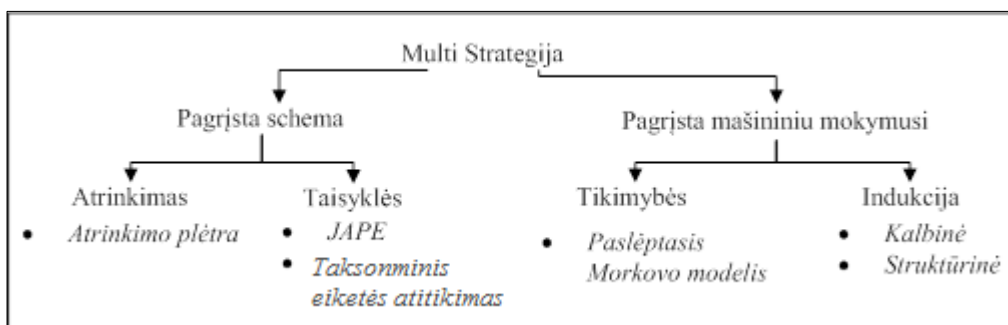 Multi Strategija
Pagrįsta schema
Pagrįsta mašininiu mokymusi
Atrinkimas
• Atrinkimo plėtra
Taisyklės
• JAPE
• Taksonminis
eiketės atitikimas
Tikimybės
• Paslėptasis
Morkovo modelis
Indukcija
• Kalbinė
• Struktūrinė